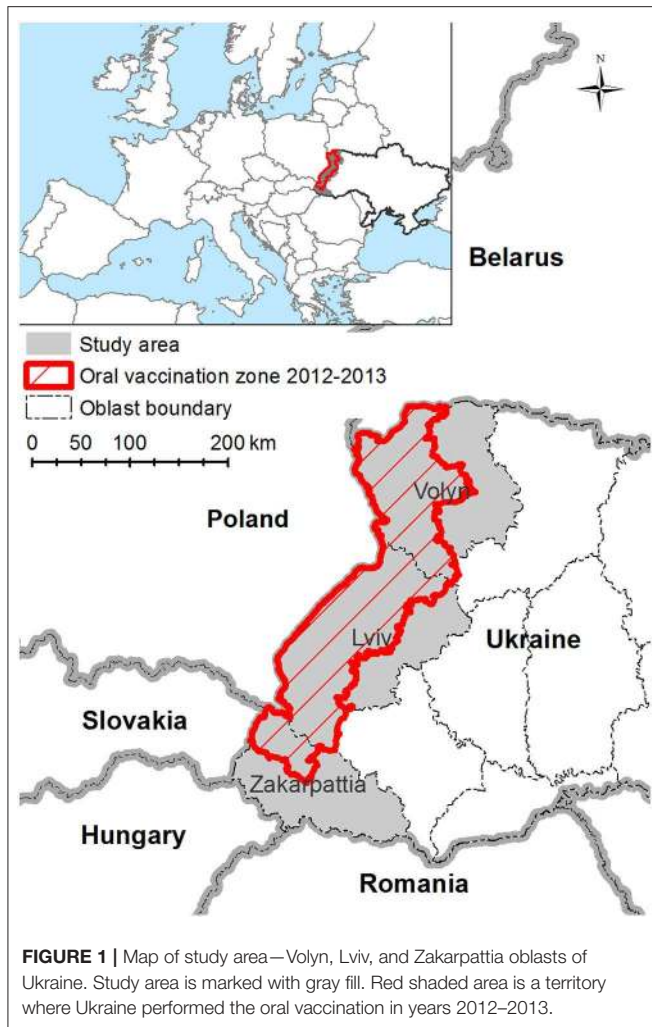 N
Belarus
Study area
Oral vaccination zone 2012-2013
Oblast boundary
0 50 100 200 km
Volyn
Poland
Lviv
Ukraine
Slovakia
Zakarpattia
Hungary
Romania
FIGURE 1 | Map of study area—Volyn, Lviv, and Zakarpattia oblasts of
Ukraine. Study area is marked with gray fill. Red shaded area is a territory
where Ukraine performed the oral vaccination in years 2012–2013.